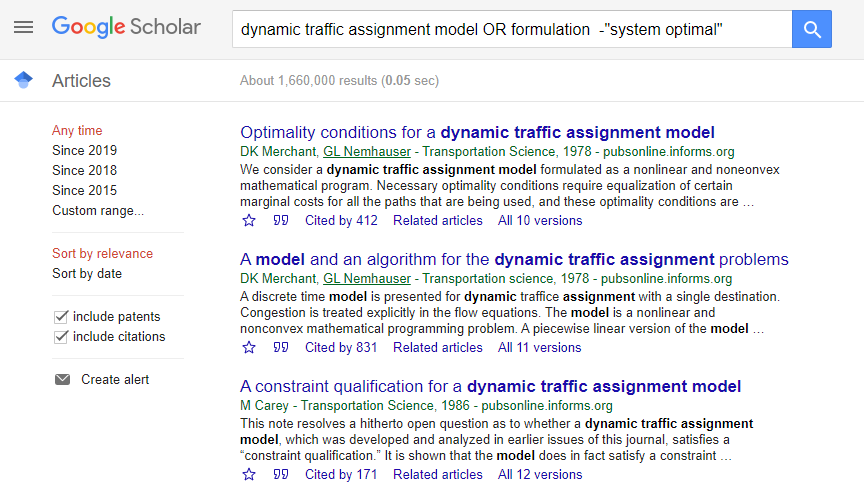 Google Scholar
dynamic traffic assignment model OR formulation -"system optimal"
Articles
About 1,660,000 results (0.05 sec)
Any time
Since 2019
Since 2018
Since 2015
Custom range...
Sort by relevance
Sort by date
include patents
include citations
Create alert
Optimality conditions for a dynamic traffic assignment model
DK Merchant, GL Nemhauser - Transportation Science, 1978 - pubsonline.informs.org
We consider a dynamic traffic assignment model formulated as a nonlinear and noneonvex
mathematical program. Necessary optimality conditions require equalization of certain
marginal costs for all the paths that are being used, and these optimality conditions are …
Cited by 412 Related articles All 10 versions
A model and an algorithm for the dynamic traffic assignment problems
DK Merchant, GL Nemhauser - Transportation science, 1978 - pubsonline.informs.org
A discrete time model is presented for dynamic traffice assignment with a single destination.
Congestion is treated explicitly in the flow equations. The model is a nonlinear and
nonconvex mathematical programming problem. A piecewise linear version of the model …
Cited by 831 Related articles All 11 versions
A constraint qualification for a dynamic traffic assignment model
M Carey - Transportation Science, 1986 - pubsonline.informs.org
This note resolves a hitherto open question as to whether a dynamic traffic assignment
model, which was developed and analyzed in earlier issues of this journal, satisfies a
“constraint qualification.” It is shown that the model does in fact satisfy a constraint …
Cited by 171 Related articles All 12 versions